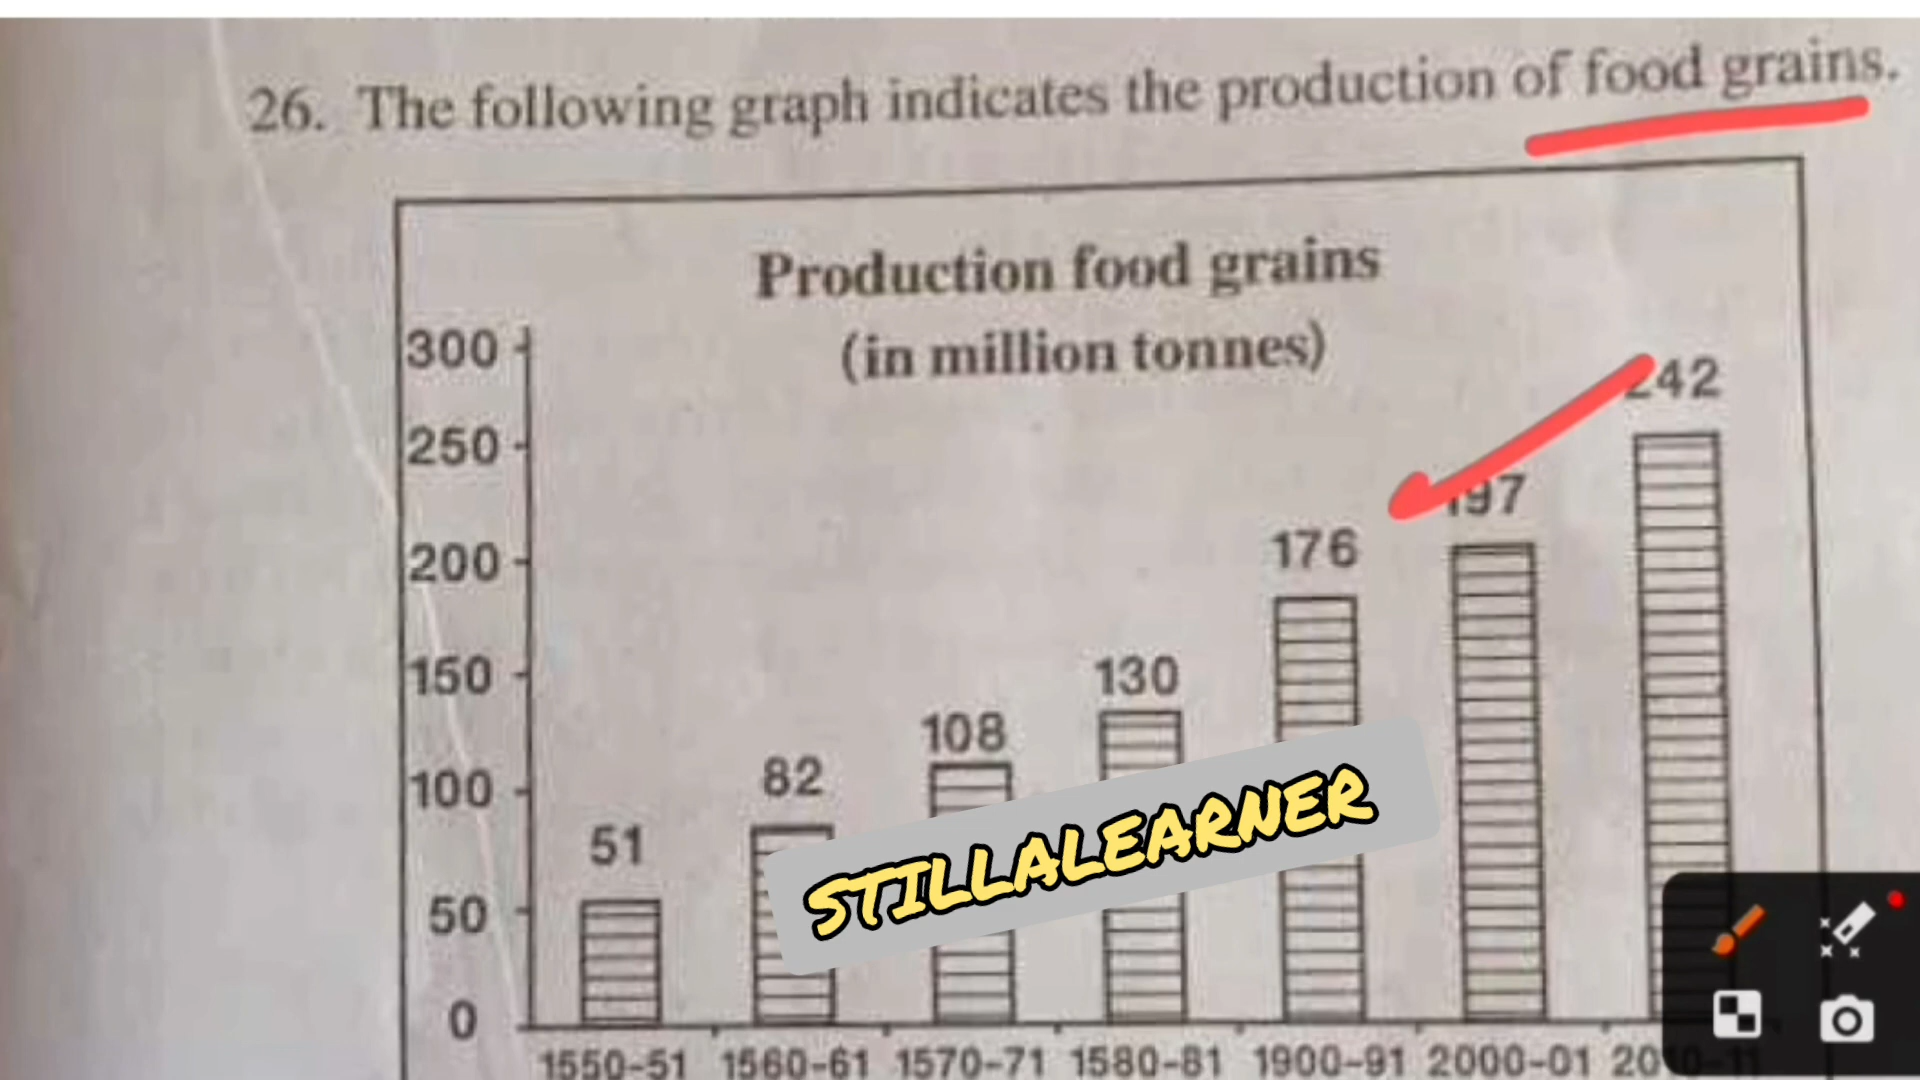 26. The following graph indicates the production of food grains.
Production food grains
(in million tonnes)
300
250
200
150
100
50
0
51
82
108
130
176
197
242
STILLALEARNER
1550-51 1560-61 1570-71 1580-81 1900-91 2000-01